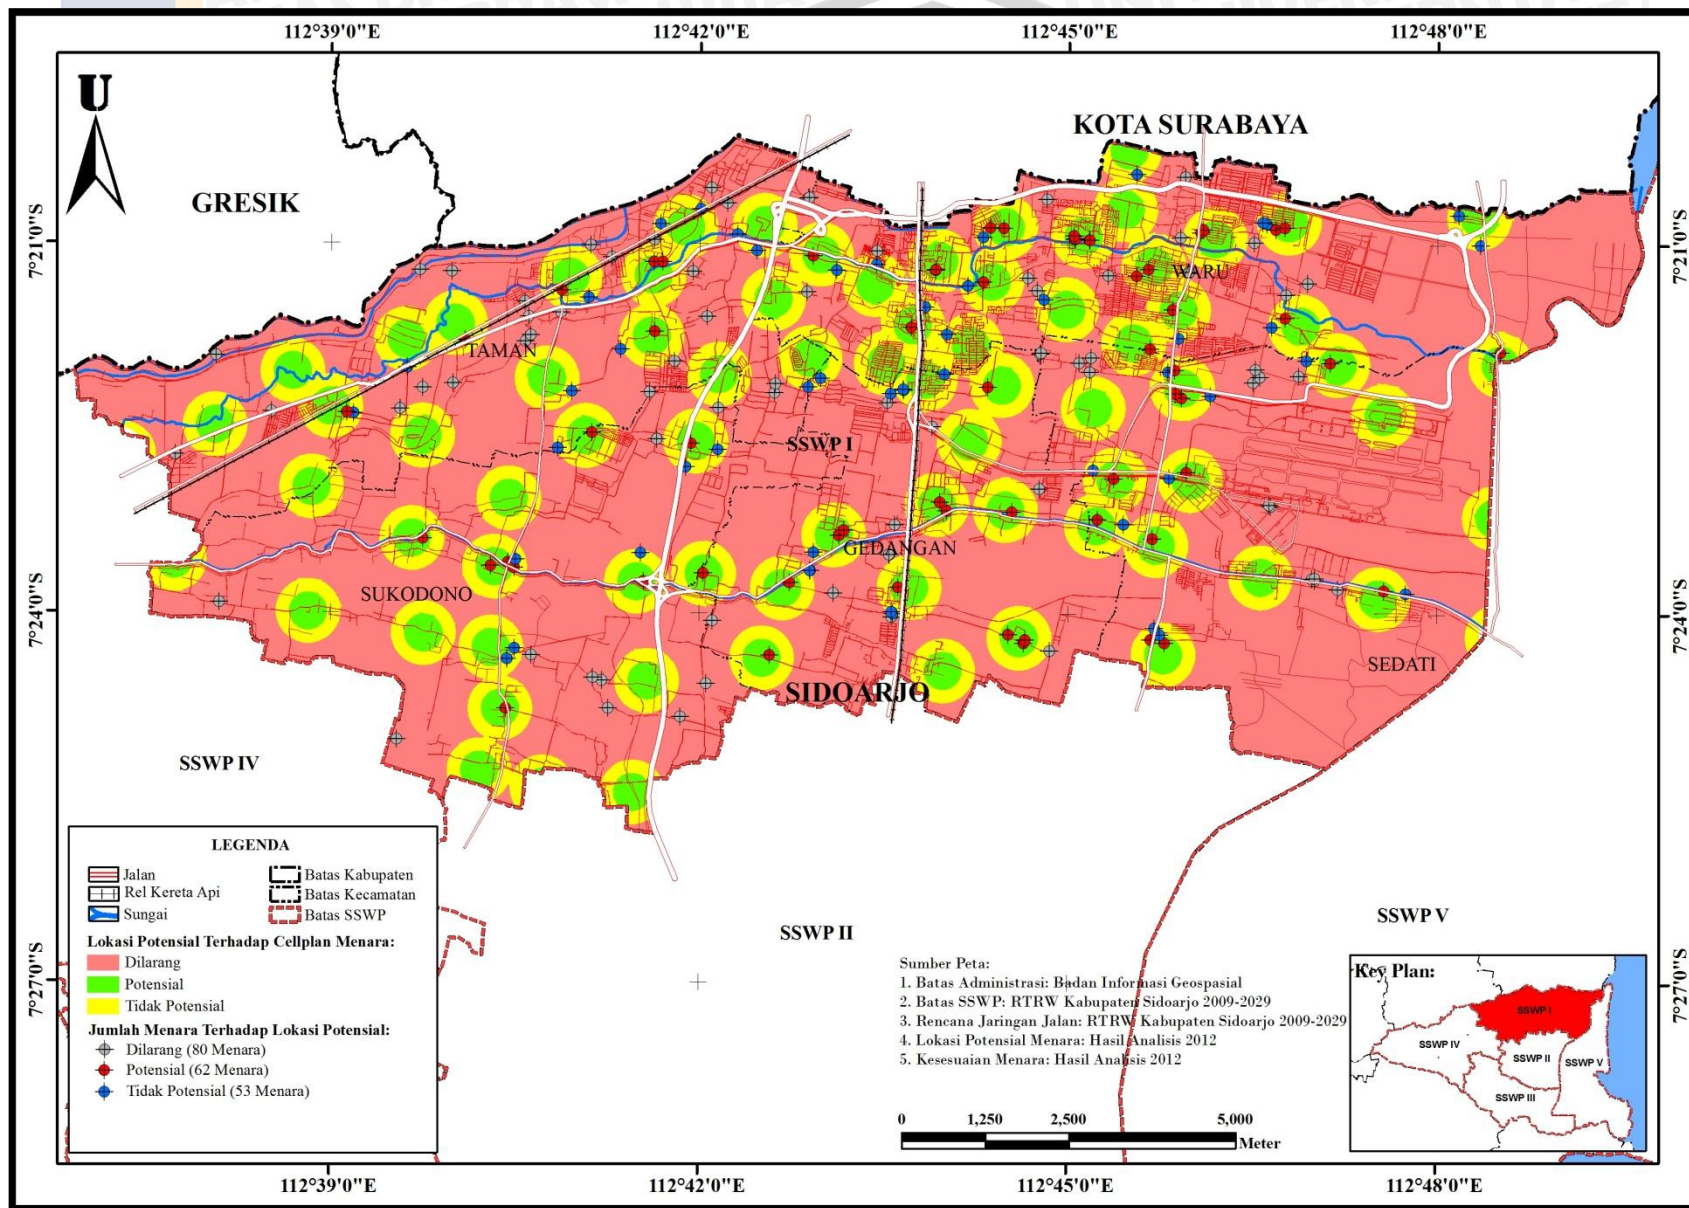 112°39'0"E 112°42'0"E 112°45'0"E 112°48'0"E
U
KOTA SURABAYA
GRESIK
7°21'0"S 7°21'0"S
WARU
TAMAN
SSWP I
GEDANGAN
SUKODONO
7°24'0"S 7°24'0"S
SEDATI
SIDOARJO
SSWP IV
LEGENDA
Jalan Batas Kabupaten
Rel Kereta Api Batas Kecamatan
Sungai Batas SSWP
Lokasi Potensial Terhadap Cellplan Menara:
Dilarang
Potensial
Tidak Potensial
Jumlah Menara Terhadap Lokasi Potensial:
Dilarang (80 Menara)
Potensial (62 Menara)
Tidak Potensial (53 Menara)
SSWP II
SSWP V
7°27'0"S 7°27'0"S
Sumber Peta:
1. Batas Administrasi: Badan Informasi Geospasial
2. Batas SSWP: RTRW Kabupaten Sidoarjo 2009-2029
3. Rencana Jaringan Jalan: RTRW Kabupaten Sidoarjo 2009-2029
4. Lokasi Potensial Menara: Hasil Analisis 2012
5. Kesesuaian Menara: Hasil Analisis 2012
0 1,250 2,500 5,000
Meter
Key Plan:
SSWP I
SSWP IV
SSWP II
SSWP V
SSWP III
112°39'0"E 112°42'0"E 112°45'0"E 112°48'0"E